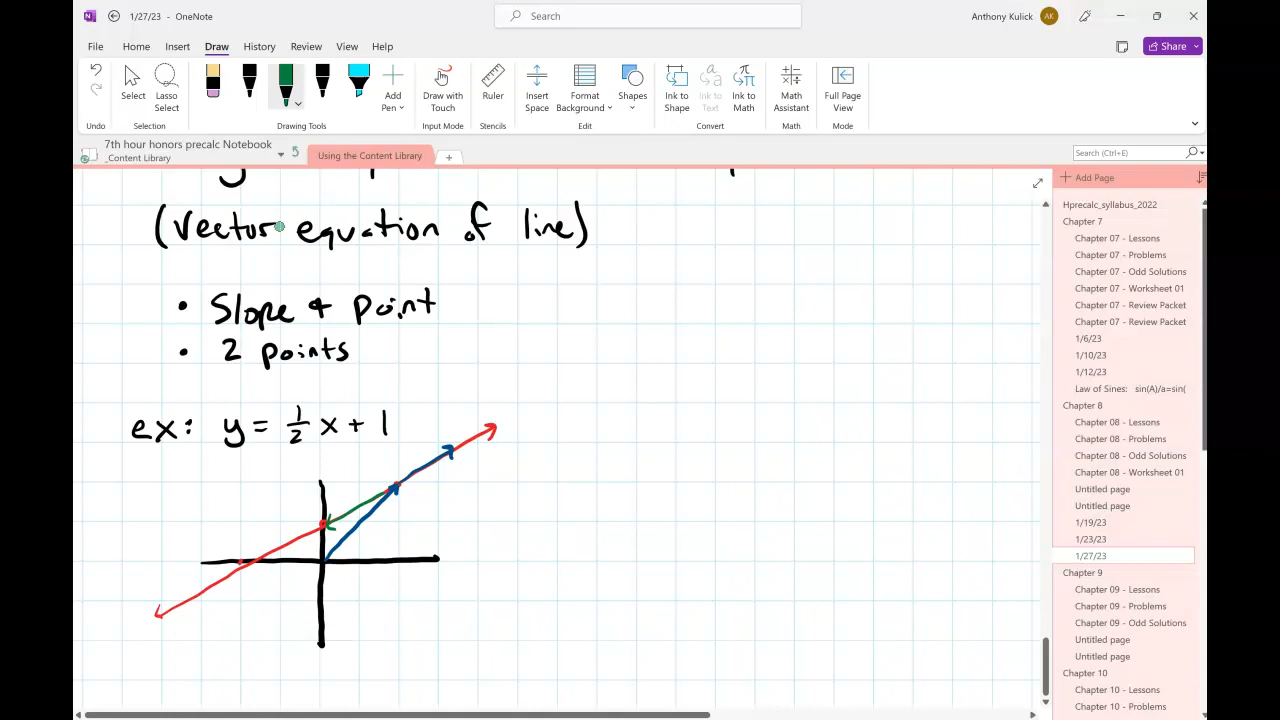 1/27/23 - OneNote
Search
Anthony Kulick
AK
File Home Insert Draw History Review View Help
Share
Undo
Select
Lasso Select
Add Pen
Draw with Touch
Ruler
Insert Space
Format Background
Shapes
Ink to Shape
Ink to Text
Ink to Math
Math Assistant
Full Page View
Undo Selection Drawing Tools Input Mode Stencils Edit Convert Math Mode
7th hour honors precalc Notebook
_Content Library
Using the Content Library
Search (Ctrl+E)
(Vector equation of line)
• Slope & point
• 2 points
ex: y = 1/2 x + 1
Add Page
Hprecalc_syllabus_2022
Chapter 7
Chapter 07 - Lessons
Chapter 07 - Problems
Chapter 07 - Odd Solutions
Chapter 07 - Worksheet 01
Chapter 07 - Review Packet
Chapter 07 - Review Packet
1/6/23
1/10/23
1/12/23
Law of Sines: sin(A)/a=sin(
Chapter 8
Chapter 08 - Lessons
Chapter 08 - Problems
Chapter 08 - Odd Solutions
Chapter 08 - Worksheet 01
Untitled page
Untitled page
1/19/23
1/23/23
1/27/23
Chapter 9
Chapter 09 - Lessons
Chapter 09 - Problems
Chapter 09 - Odd Solutions
Untitled page
Untitled page
Chapter 10
Chapter 10 - Lessons
Chapter 10 - Problems